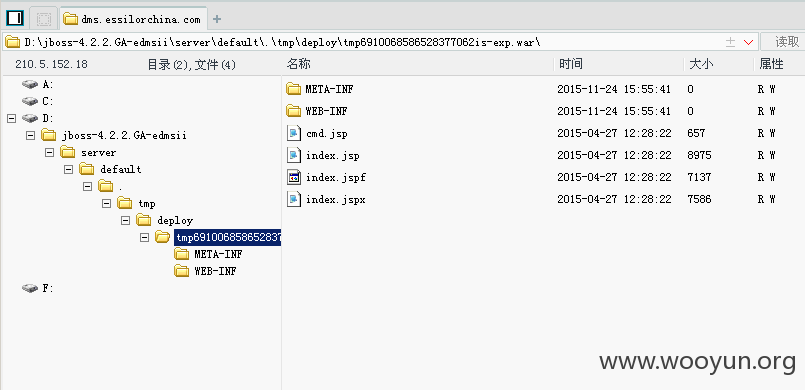 dms.essilorchina.com
D:\jboss-4.2.2.GA-edmsii\server\default\.\tmp\deploy\tmp6910068586528377062is-exp.war\
读取
210.5.152.18 目录(2),文件(4) 名称 时间 大小 属性
A:
C:
D:
jboss-4.2.2.GA-edmsii
server
default
.
tmp
deploy
tmp6910068586528377
META-INF
WEB-INF
F:
META-INF 2015-11-24 15:55:41 0 R W
WEB-INF 2015-11-24 15:55:41 0 R W
cmd.jsp 2015-04-27 12:28:22 657 R W
index.jsp 2015-04-27 12:28:22 8975 R W
index.jspf 2015-04-27 12:28:22 7137 R W
index.jspx 2015-04-27 12:28:22 7586 R W
www.wooyun.org